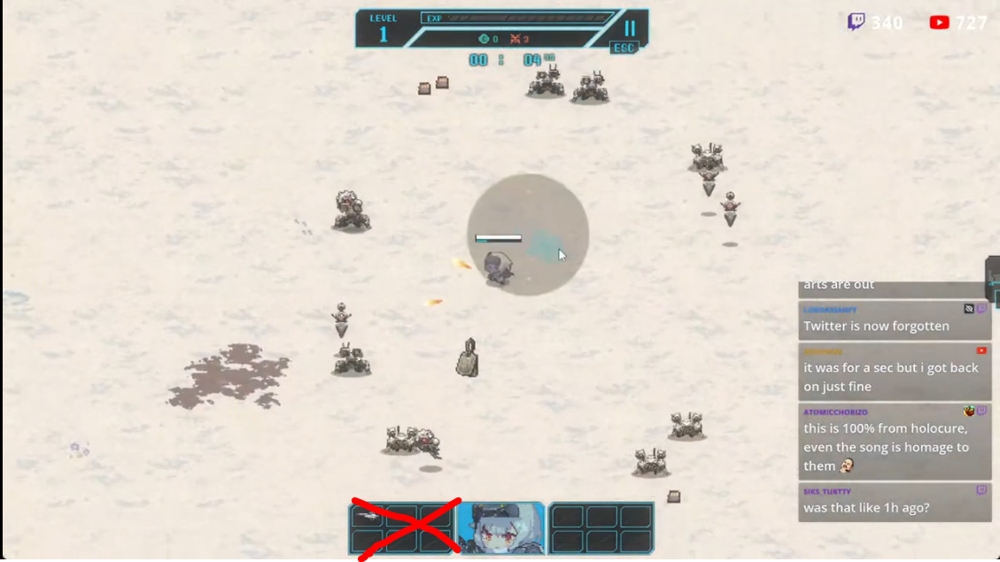 LEVEL
1
EXP
0 3
ESC
00 : 04
340 727
arts are out
Twitter is now forgotten
it was for a sec but i got back
on just fine
ATOMICCHORIZO
this is 100% from holocure,
even the song is homage to
them
SIKS_TURTTY
was that like 1h ago?